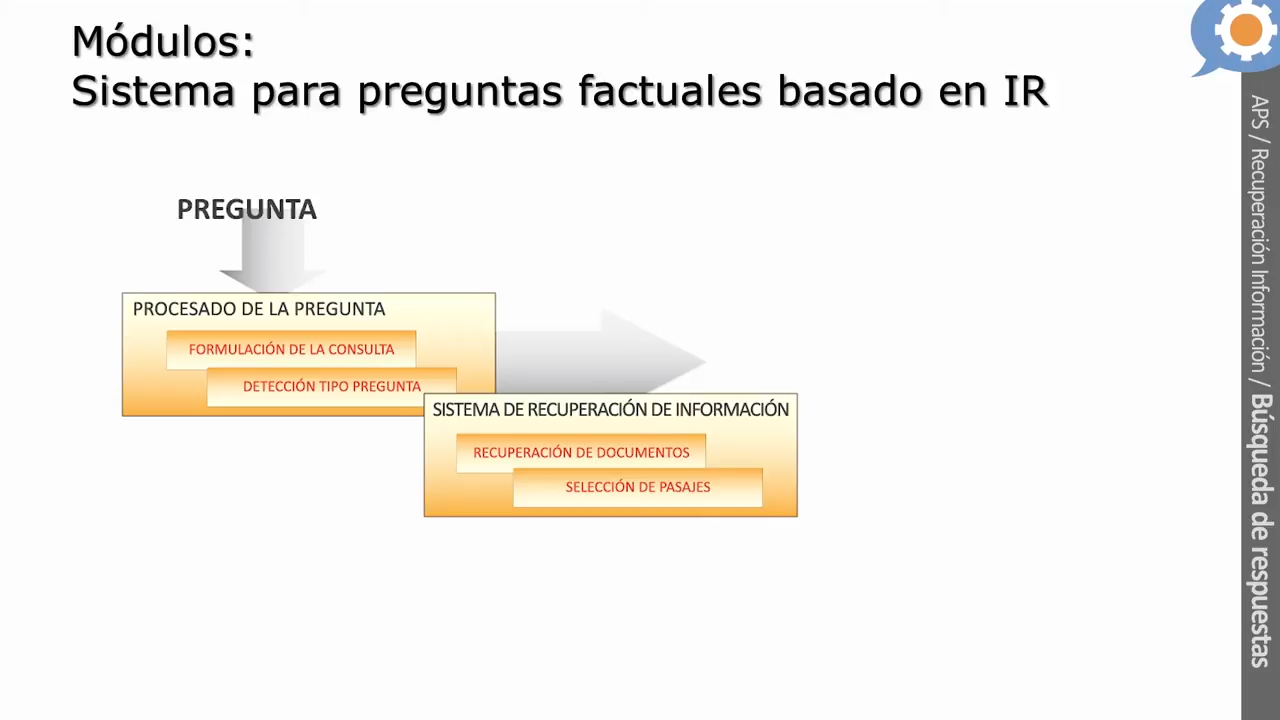 Módulos:
Sistema para preguntas factuales basado en IR
PREGUNTA
PROCESADO DE LA PREGUNTA
FORMULACIÓN DE LA CONSULTA
DETECCIÓN TIPO PREGUNTA
SISTEMA DE RECUPERACIÓN DE INFORMACIÓN
RECUPERACIÓN DE DOCUMENTOS
SELECCIÓN DE PASAJES
APS / Recuperación Información / Búsqueda de respuestas